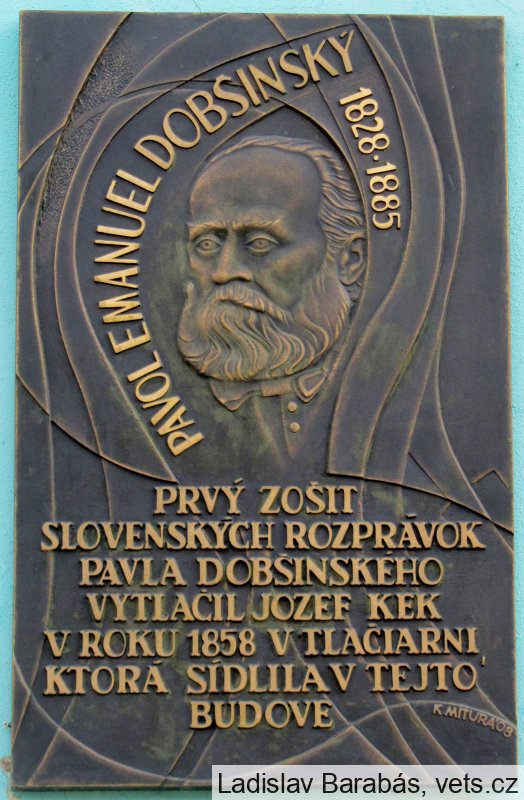 PAVOL EMANUEL DOBŠINSKÝ
1828-1885
PRVÝ ZOŠIT
SLOVENSKÝCH ROZPRÁVOK
PAVLA DOBŠINSKÉHO
VYTLAČIL JOZEF KEK
V ROKU 1858 V TLAČIARNI,
KTORÁ SÍDLILA V TEJTO
BUDOVE
K. MITURA'08
Ladislav Barabás, vets.cz